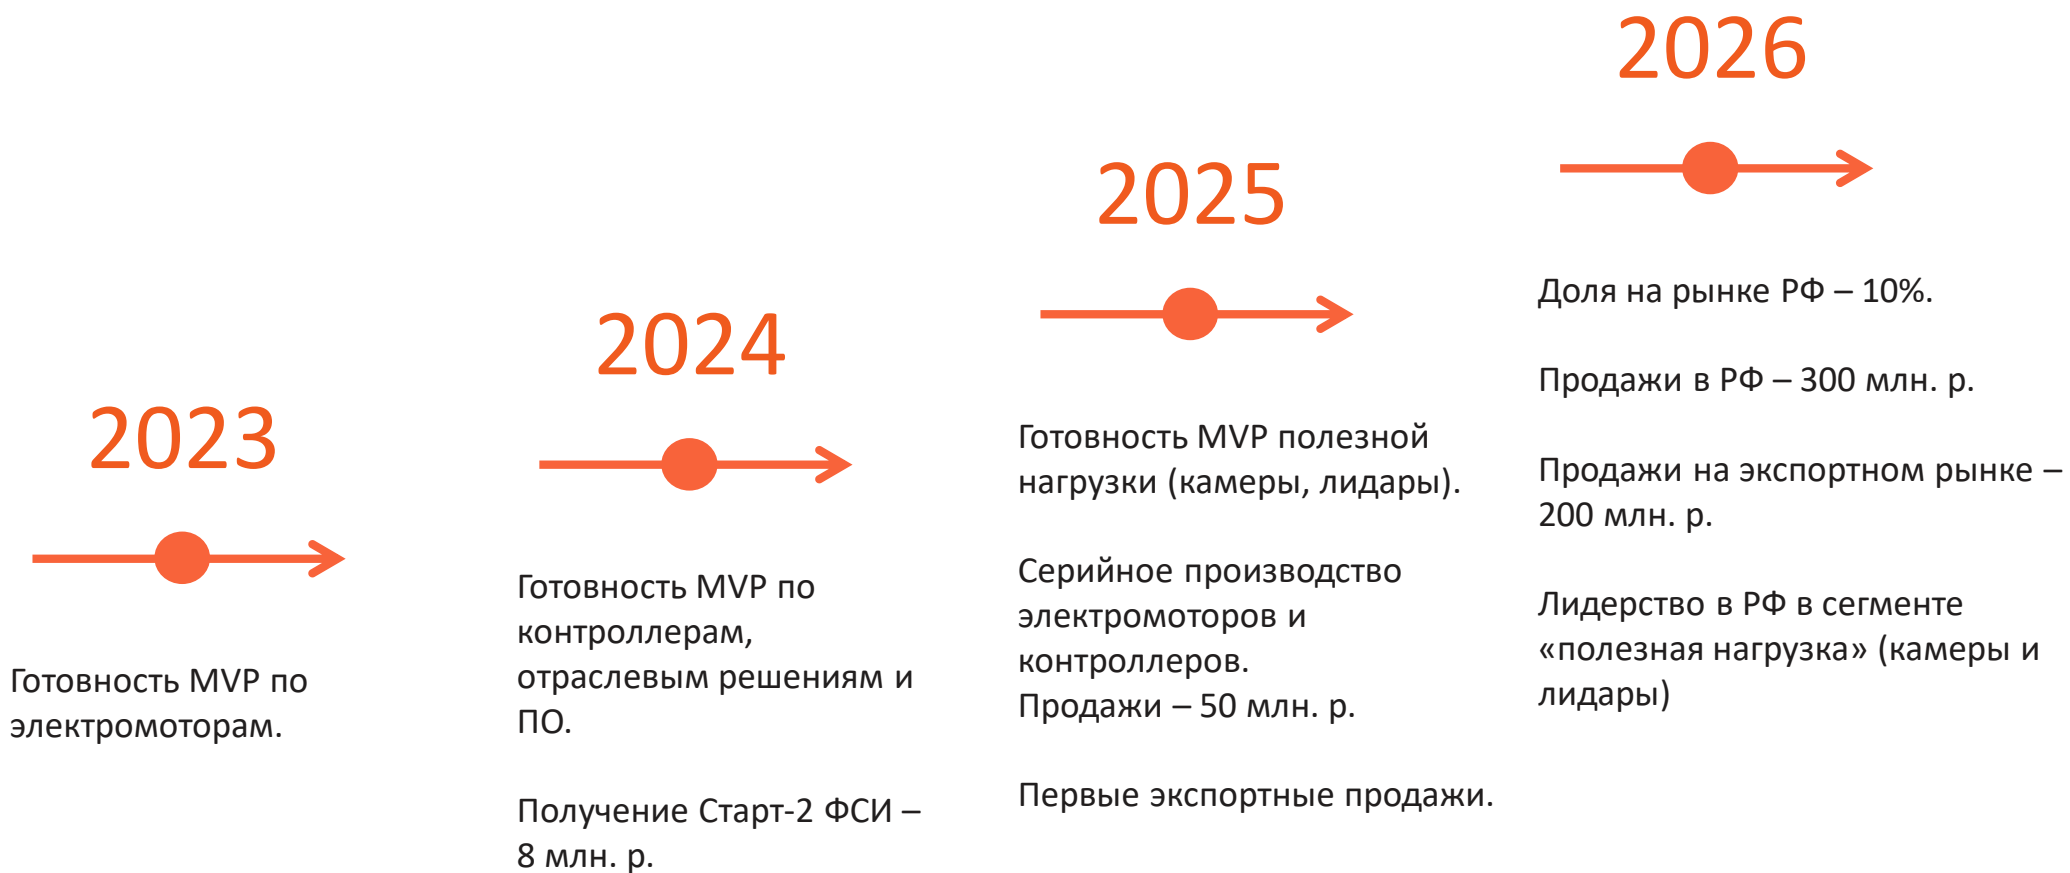 2023
Готовность MVP по
электромоторам.
2024
Готовность MVP по
контроллерам,
отраслевым решениям и
ПО.
Получение Старт-2 ФСИ –
8 млн. р.
2025
Готовность MVP полезной
нагрузки (камеры, лидары).
Серийное производство
электромоторов и
контроллеров.
Продажи – 50 млн. р.
Первые экспортные продажи.
2026
Доля на рынке РФ – 10%.
Продажи в РФ – 300 млн. р.
Продажи на экспортном рынке –
200 млн. р.
Лидерство в РФ в сегменте
«полезная нагрузка» (камеры и
лидары)